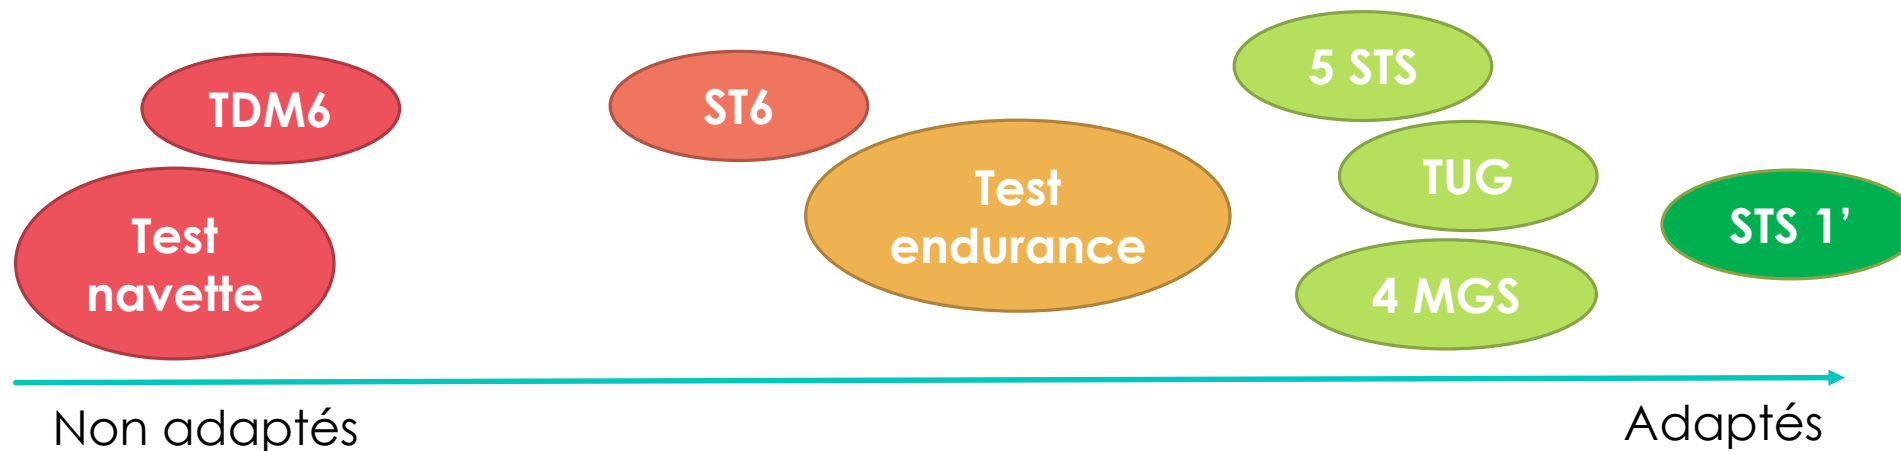 TDM6
Test
navette
ST6
Test
endurance
5 STS
TUG
4 MGS
STS 1’
Non adaptés
Adaptés